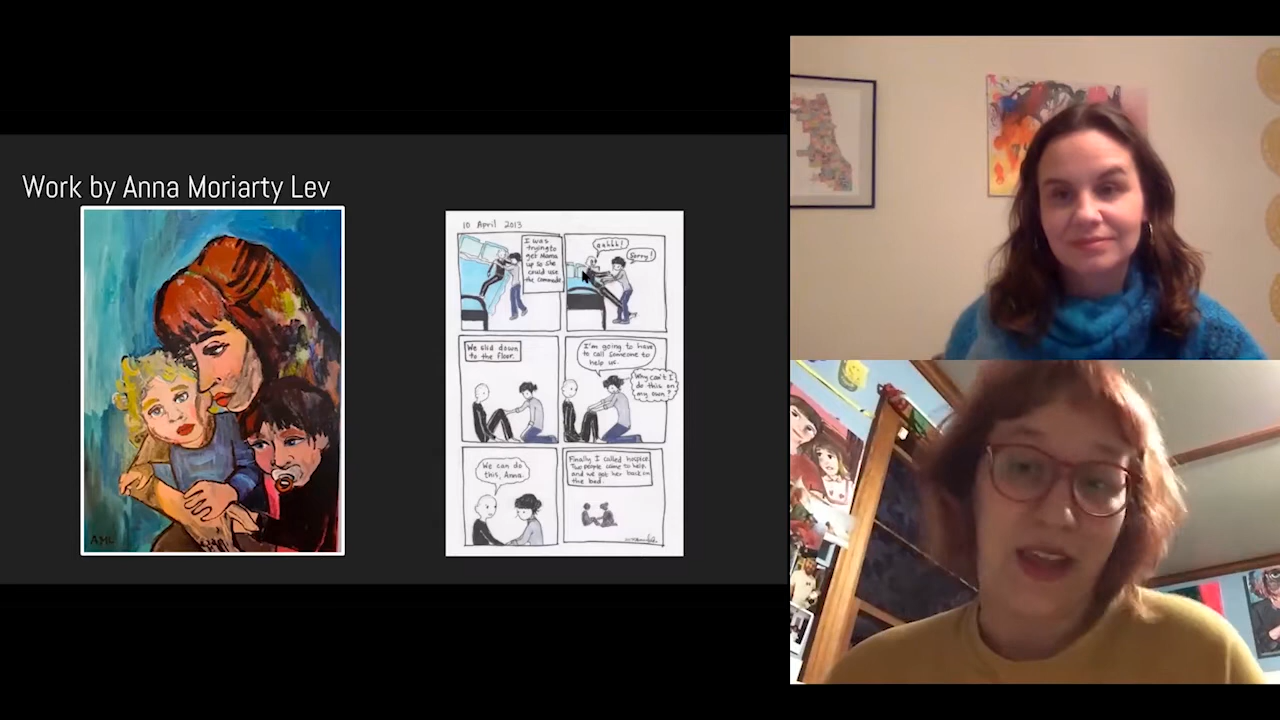 Work by Anna Moriarty Lev
10 April 2013
I was
trying to
get Mama
up so she
could use
the commode.
aahhh!
Sorry!
We slid down
to the floor.
I'm going to have
to call someone to
help us.
Why can't I
do this on
my own?
We can do
this, Anna.
Finally I called hospice.
Two people came to help
and we got her back on
the bed.
AML